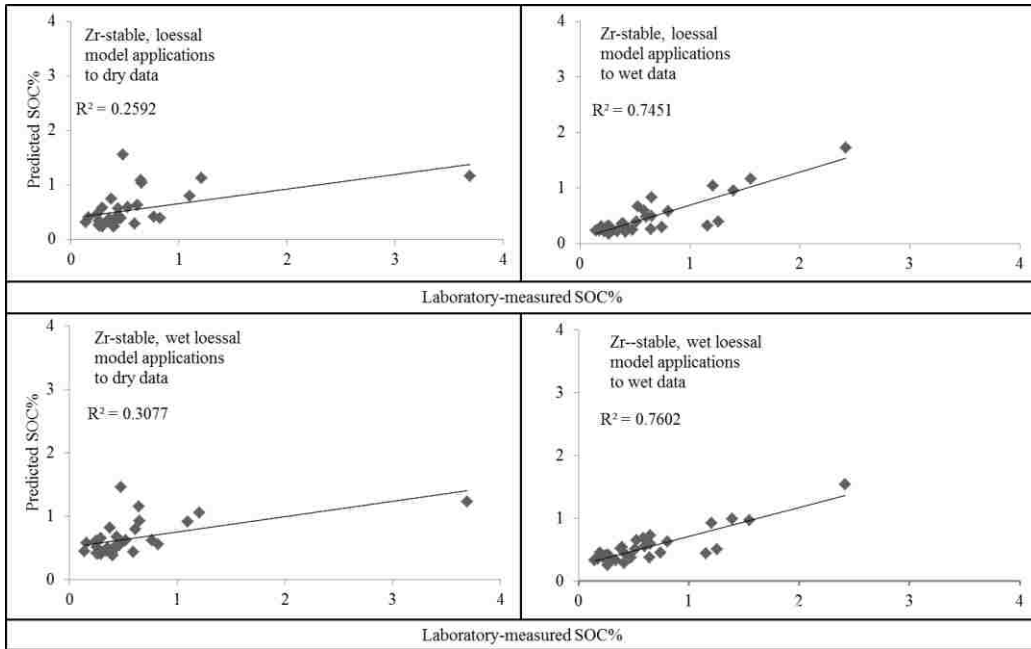 Zr-stable, loessal
model applications
to dry data
R² = 0.2592
Predicted SOC%
4
3
2
1
0
0 1 2 3 4
Zr-stable, loessal
model applications
to wet data
R² = 0.7451
4
3
2
1
0
0 1 2 3 4
Laboratory-measured SOC%
Zr-stable, wet loessal
model applications
to dry data
R² = 0.3077
Predicted SOC%
4
3
2
1
0
0 1 2 3 4
Zr--stable, wet loessal
model applications
to wet data
R² = 0.7602
4
3
2
1
0
0 1 2 3 4
Laboratory-measured SOC%